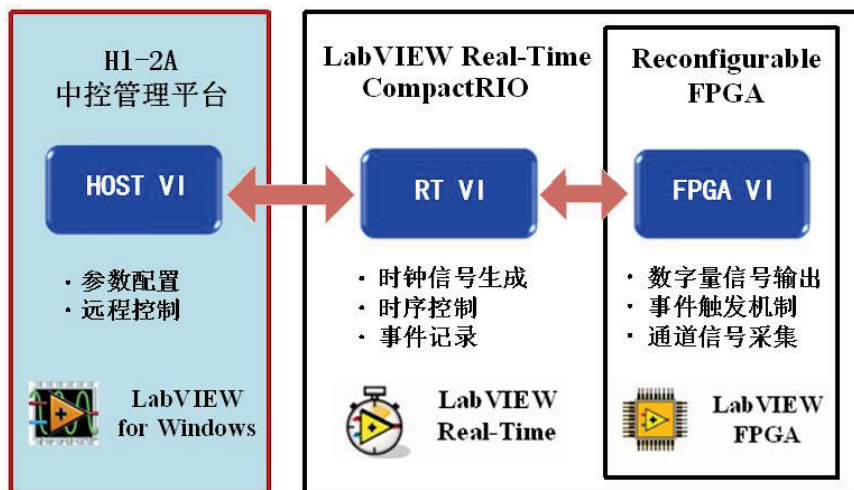 H1-2A
中控管理平台
HOST VI
· 参数配置
· 远程控制
LabVIEW
for Windows
LabVIEW Real-Time
CompactRIO
RT VI
· 时钟信号生成
· 时序控制
· 事件记录
LabVIEW
Real-Time
Reconfigurable
FPGA
FPGA VI
· 数字量信号输出
· 事件触发机制
· 通道信号采集
LabVIEW
FPGA